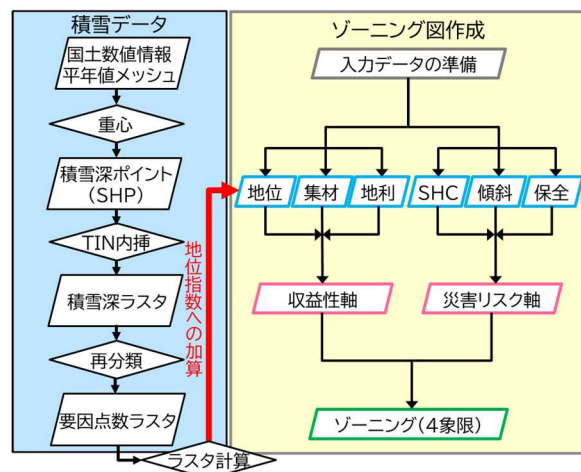 積雪データ
国土数値情報
平年値メッシュ
重心
積雪深ポイント
(SHP)
TIN内挿
積雪深ラスタ
再分類
要因点数ラスタ
ラスタ計算
地位指数への加算
ゾーニング図作成
入力データの準備
地位
集材
地利
SHC
傾斜
保全
収益性軸
災害リスク軸
ゾーニング(4象限)